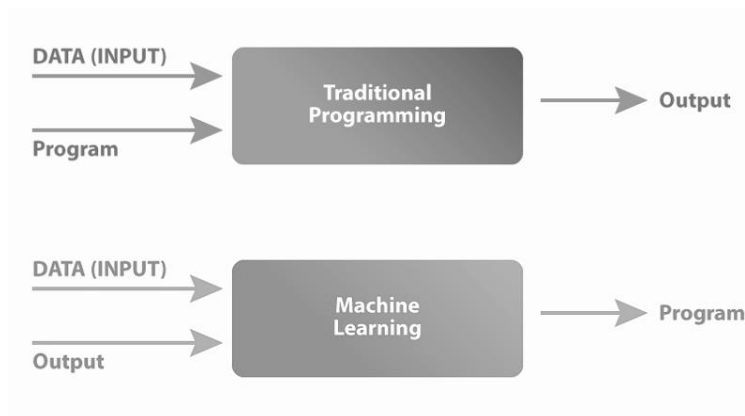 DATA (INPUT)
Traditional
Programming
Output
Program
DATA (INPUT)
Machine
Learning
Program
Output